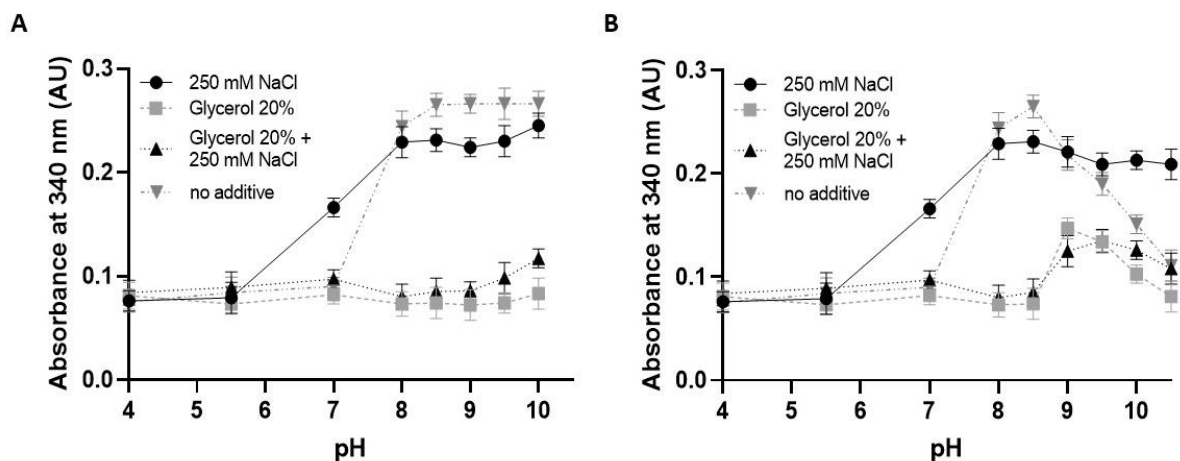 A
Absorbance at 340 nm (AU)
0.3
0.2
0.1
0.0
250 mM NaCl
Glycerol 20%
Glycerol 20% +
250 mM NaCl
no additive
4 5 6 7 8 9 10
pH
B
Absorbance at 340 nm (AU)
0.3
0.2
0.1
0.0
250 mM NaCl
Glycerol 20%
Glycerol 20% +
250 mM NaCl
no additive
4 5 6 7 8 9 10
pH